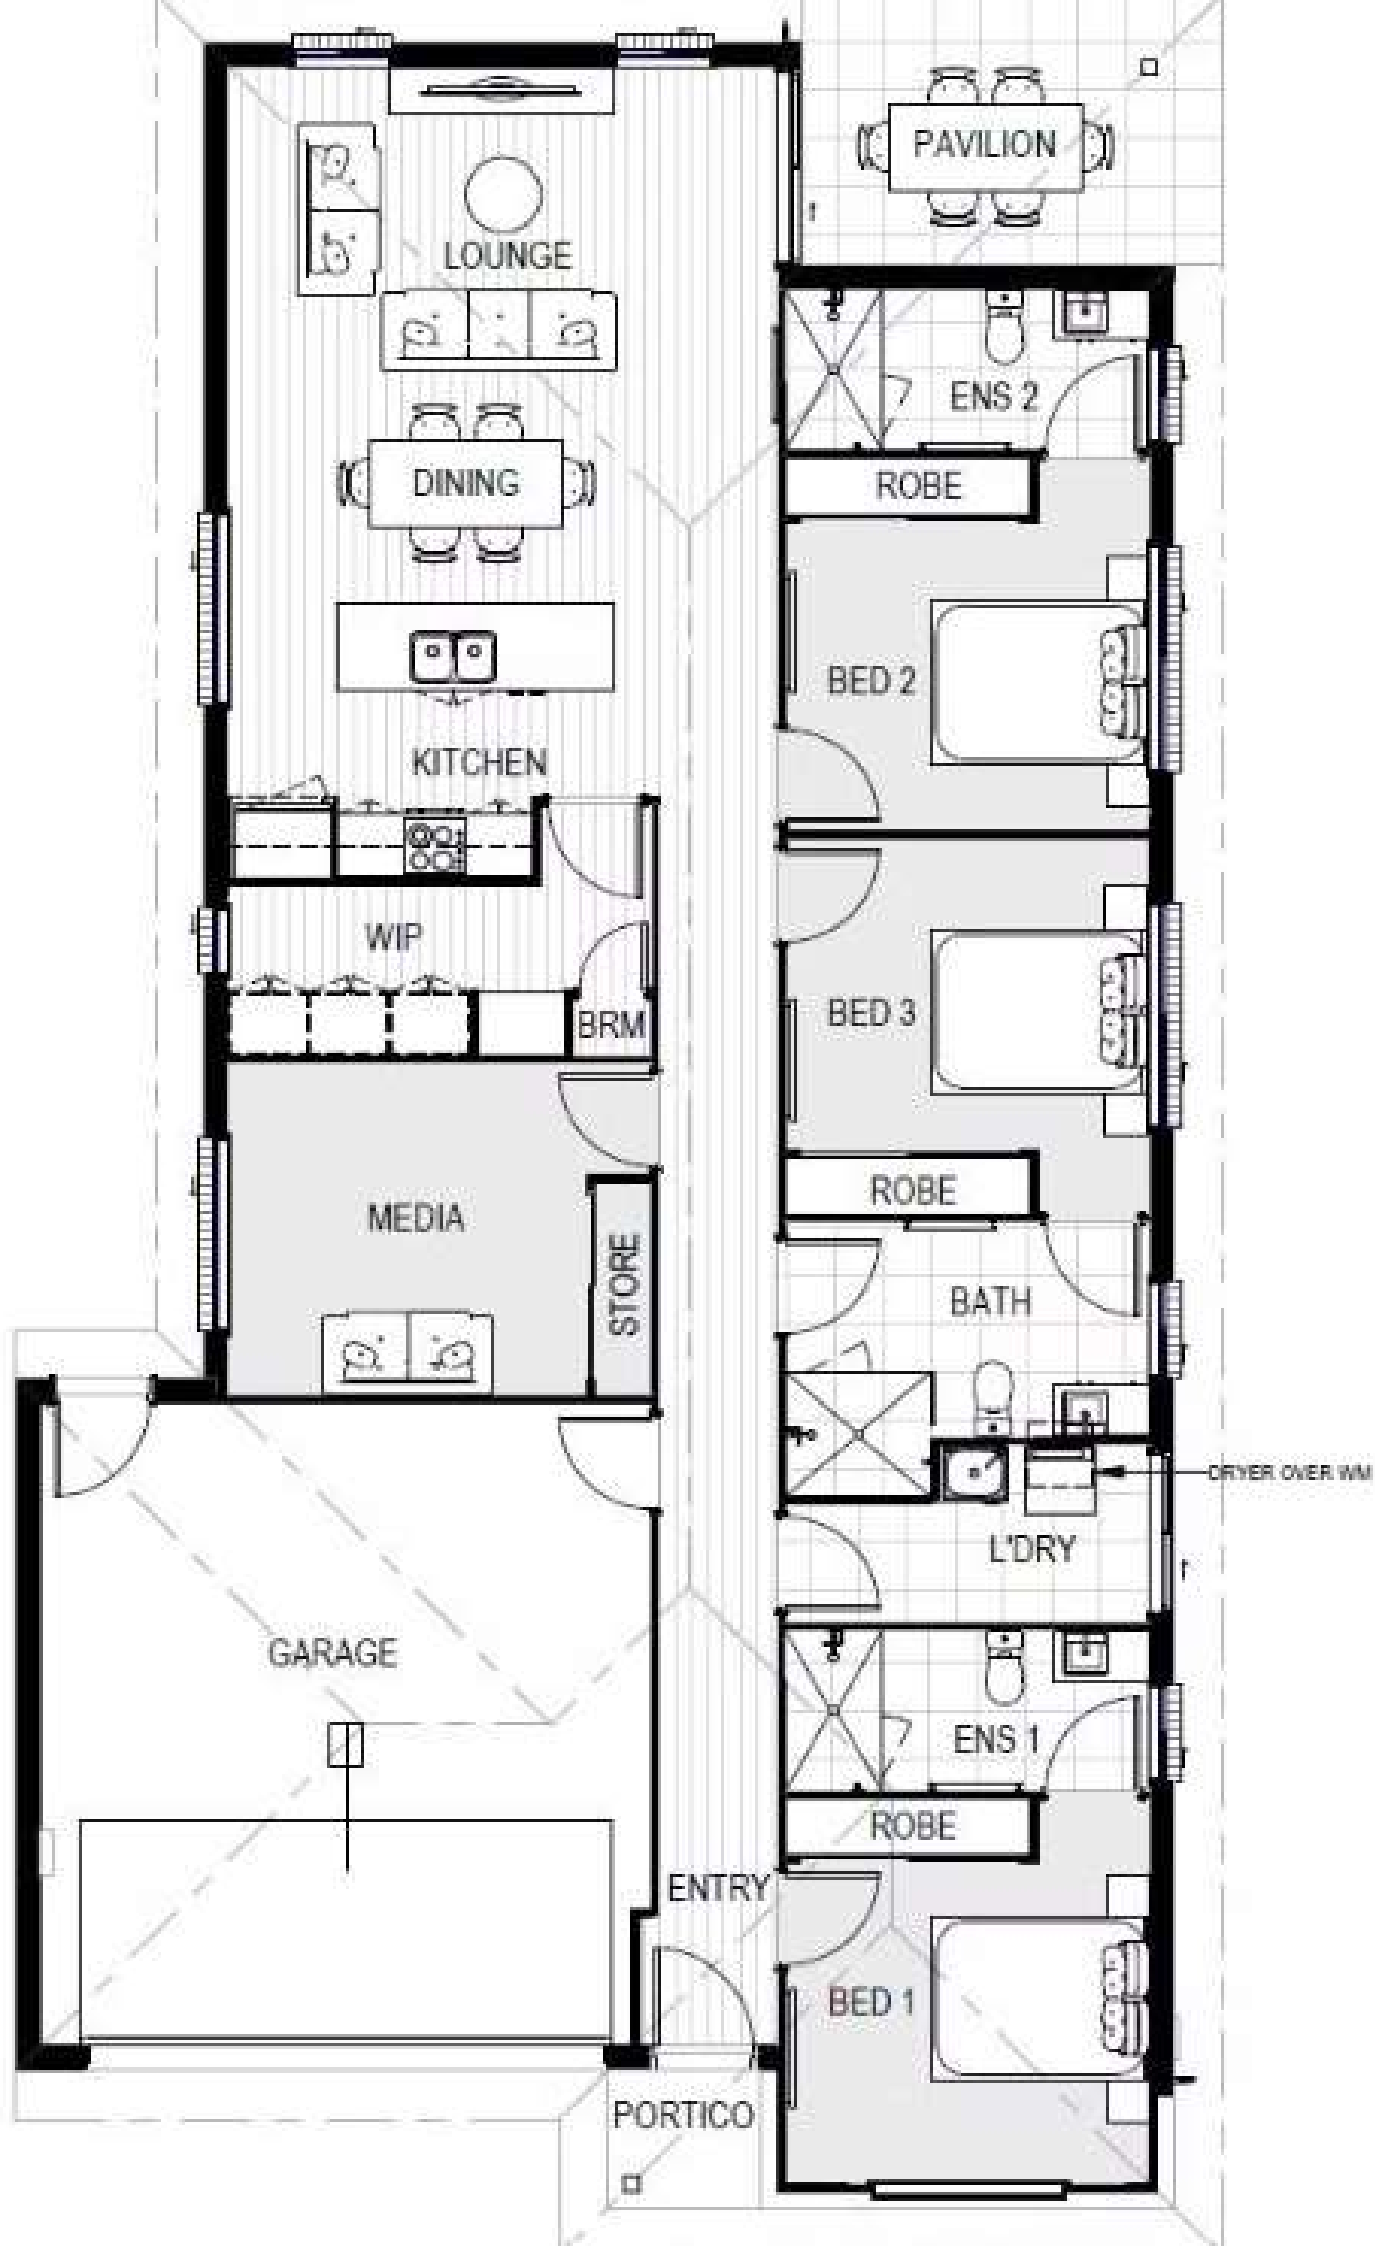 PAVILION
LOUNGE
ENS 2
DINING
ROBE
BED 2
KITCHEN
WIP
BED 3
BRM
ROBE
MEDIA
STORE
BATH
DRYER OVER WM
L'DRY
GARAGE
ENS 1
ROBE
ENTRY
BED 1
PORTICO